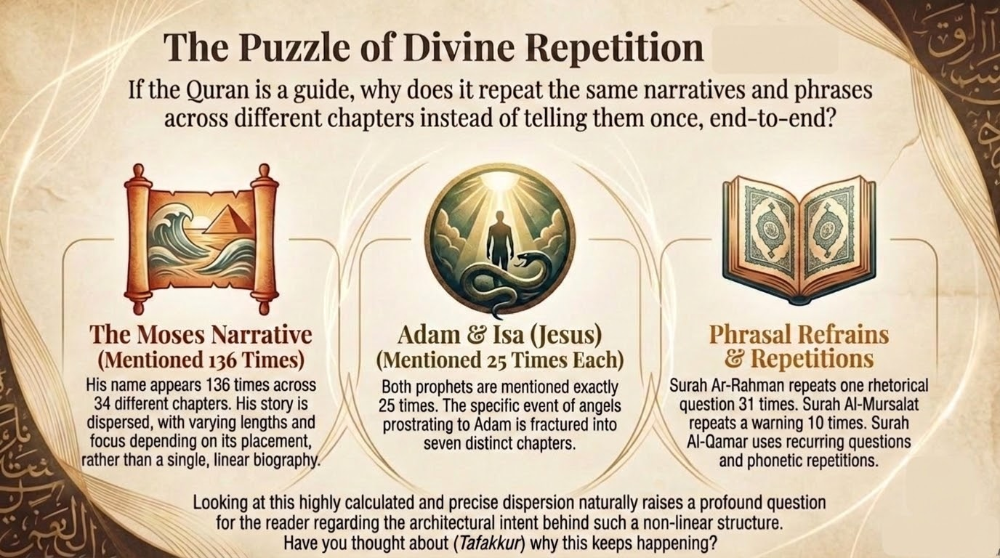 The Puzzle of Divine Repetition
If the Quran is a guide, why does it repeat the same narratives and phrases
across different chapters instead of telling them once, end-to-end?
The Moses Narrative
(Mentioned 136 Times)
His name appears 136 times across
34 different chapters. His story is
dispersed, with varying lengths and
focus depending on its placement,
rather than a single, linear biography.
Adam & Isa (Jesus)
(Mentioned 25 Times Each)
Both prophets are mentioned exactly
25 times. The specific event of angels
prostrating to Adam is fractured into
seven distinct chapters.
Phrasal Refrains
& Repetitions
Surah Ar-Rahman repeats one rhetorical
question 31 times. Surah Al-Mursalat
repeats a warning 10 times. Surah
Al-Qamar uses recurring questions
and phonetic repetitions.
Looking at this highly calculated and precise dispersion naturally raises a profound question
for the reader regarding the architectural intent behind such a non-linear structure.
Have you thought about (Tafakkur) why this keeps happening?